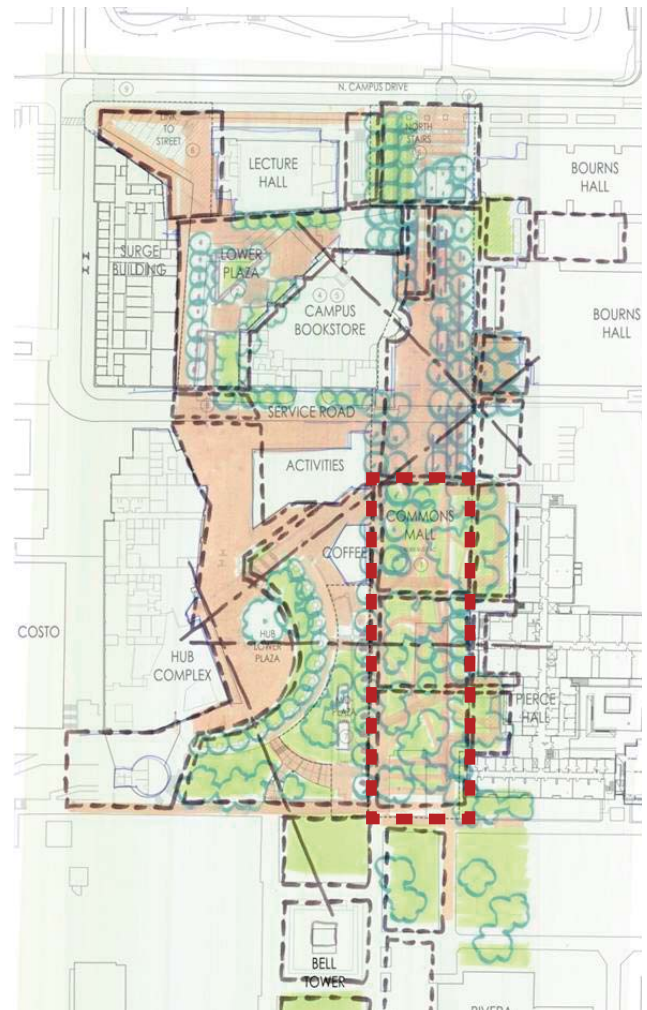 N. CAMPUS DRIVE
LINK
TO
STREET
NORTH
STAIRS
LECTURE
HALL
BOURNS
HALL
SURGE
BUILDING
LOWER
PLAZA
CAMPUS
BOOKSTORE
BOURNS
HALL
SERVICE ROAD
ACTIVITIES
COMMONS
MALL
COFFEE
COSTO
HUB
COMPLEX
HUB
LOWER
PLAZA
PLAZA
PIERCE
HALL
BELL
TOWER
RIVERA